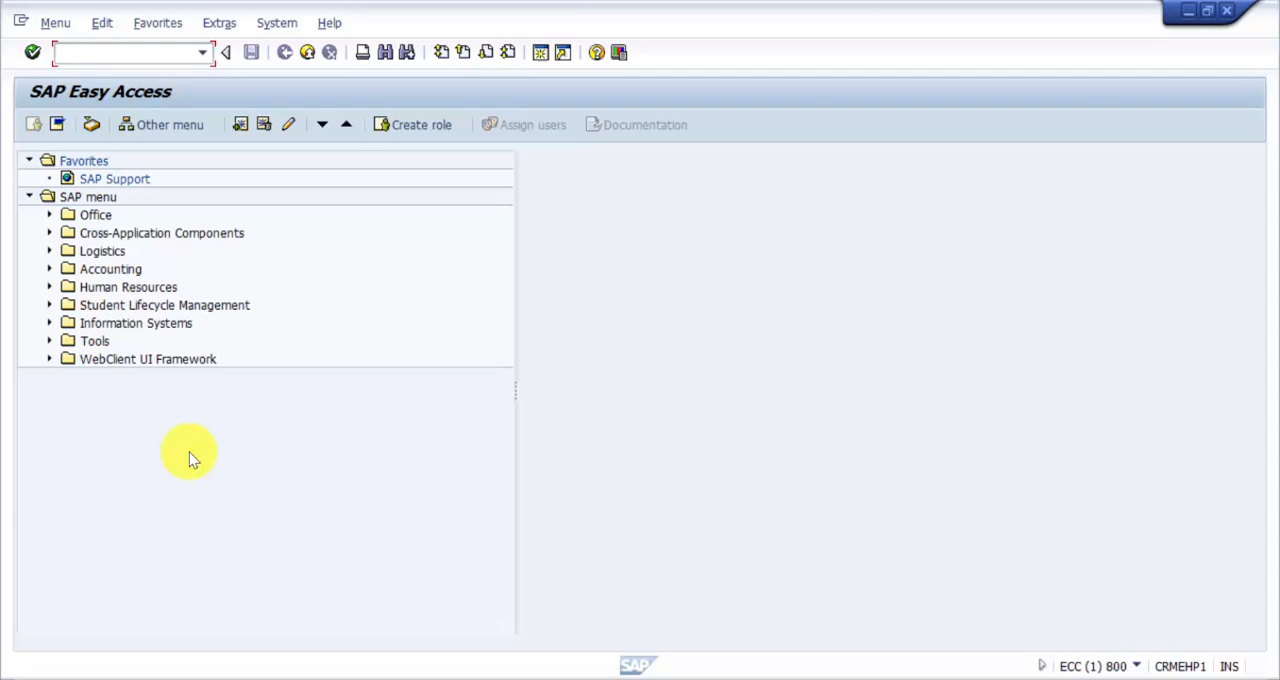 Menu Edit Favorites Extras System Help
SAP Easy Access
Other menu Create role Assign users Documentation
Favorites
SAP Support
SAP menu
Office
Cross-Application Components
Logistics
Accounting
Human Resources
Student Lifecycle Management
Information Systems
Tools
WebClient UI Framework
SAP ECC (1) 800 CRMEHP1 INS